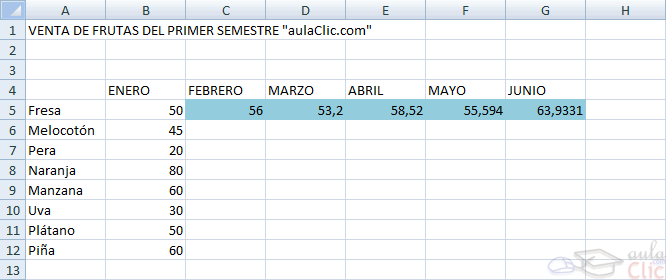 A B C D E F G H
1 VENTA DE FRUTAS DEL PRIMER SEMESTRE "aulaClic.com"
2
3
4 ENERO FEBRERO MARZO ABRIL MAYO JUNIO
5 Fresa 50 56 53,2 58,52 55,594 63,9331
6 Melocotón 45
7 Pera 20
8 Naranja 80
9 Manzana 60
10 Uva 30
11 Plátano 50
12 Piña 60
13
aula
Clic